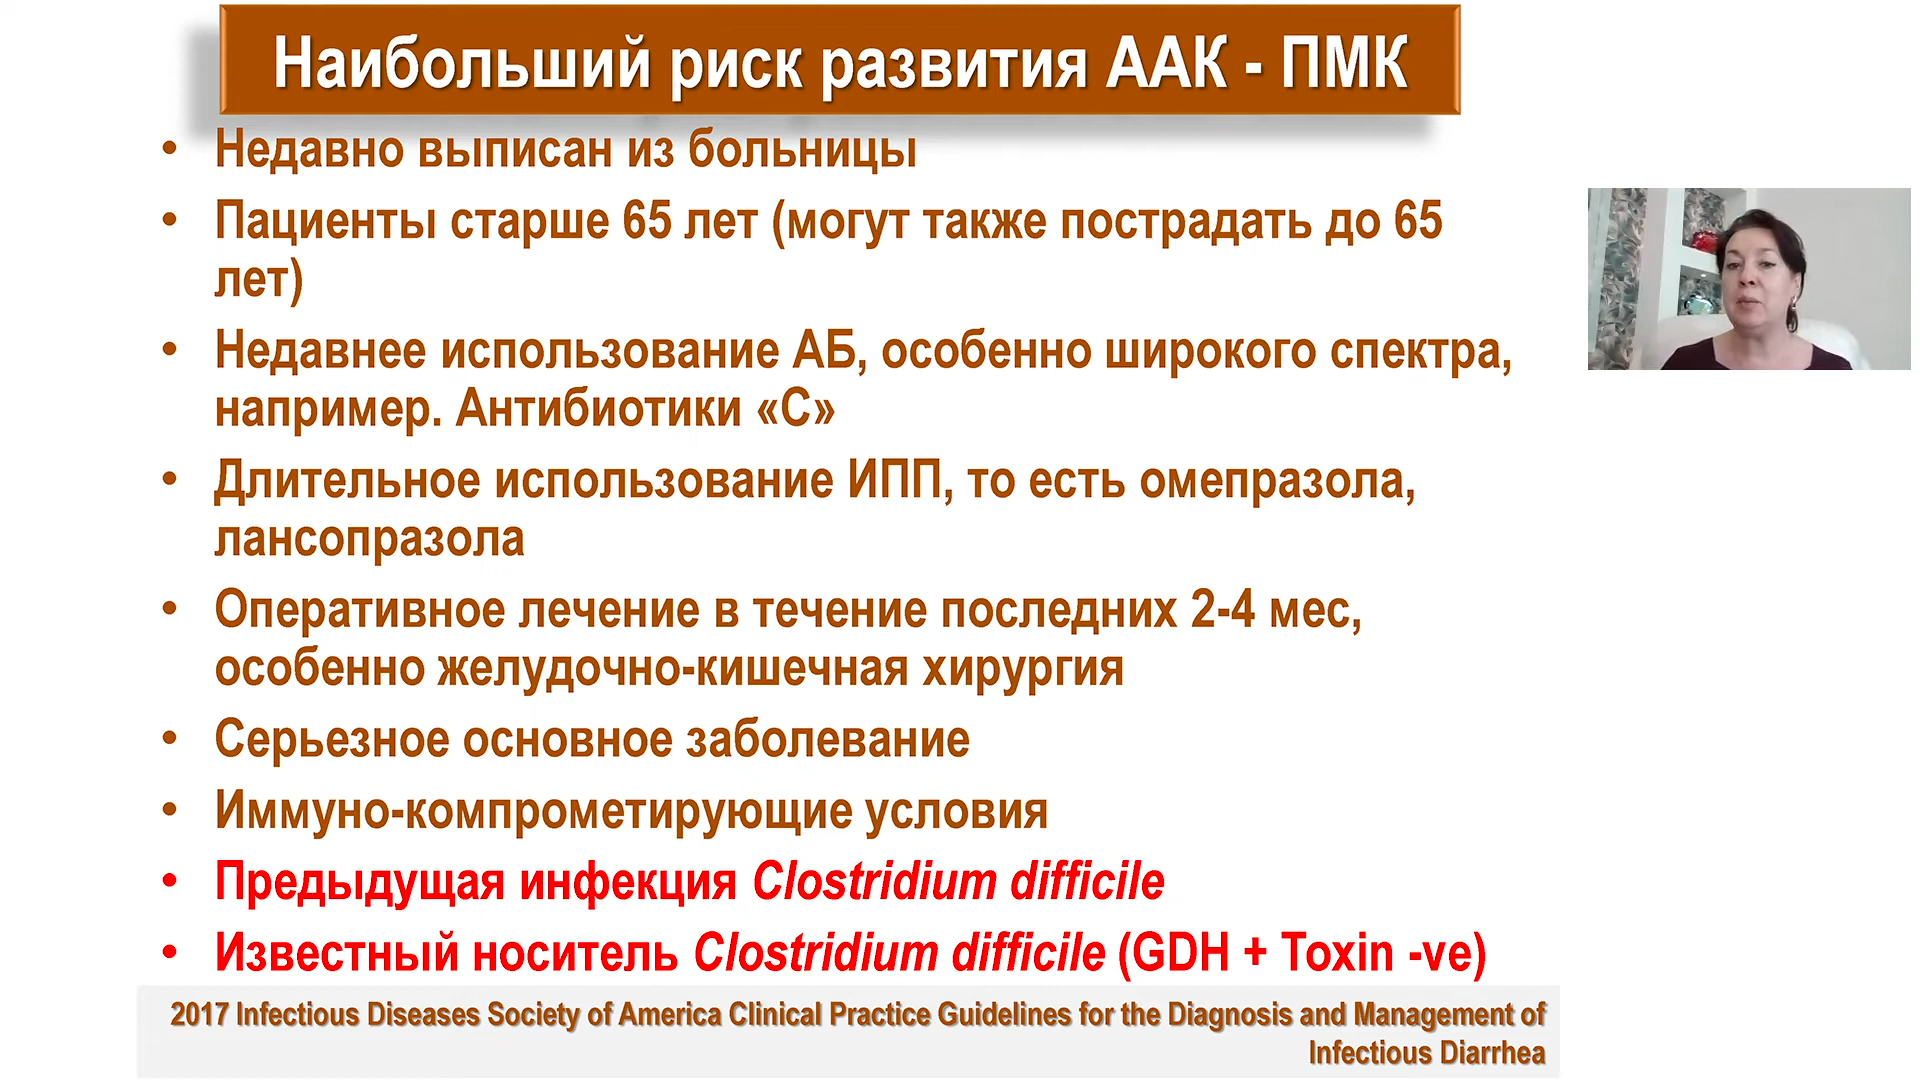 Наибольший риск развития ААК - ПМК
• Недавно выписан из больницы
• Пациенты старше 65 лет (могут также пострадать до 65
лет)
• Недавнее использование АБ, особенно широкого спектра,
например. Антибиотики «С»
• Длительное использование ИПП, то есть омепразола,
лансопразола
• Оперативное лечение в течение последних 2-4 мес,
особенно желудочно-кишечная хирургия
• Серьезное основное заболевание
• Иммуно-компрометирующие условия
• Предыдущая инфекция Clostridium difficile
• Известный носитель Clostridium difficile (GDH + Toxin -ve)
2017 Infectious Diseases Society of America Clinical Practice Guidelines for the Diagnosis and Management of
Infectious Diarrhea